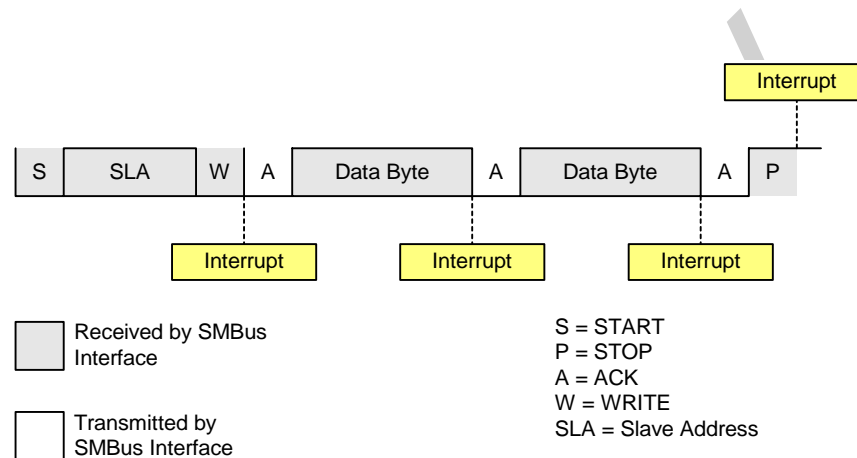 Interrupt
S SLA W A Data Byte A Data Byte A P
Interrupt Interrupt Interrupt
Received by SMBus
Interface
Transmitted by
SMBus Interface
S = START
P = STOP
A = ACK
W = WRITE
SLA = Slave Address